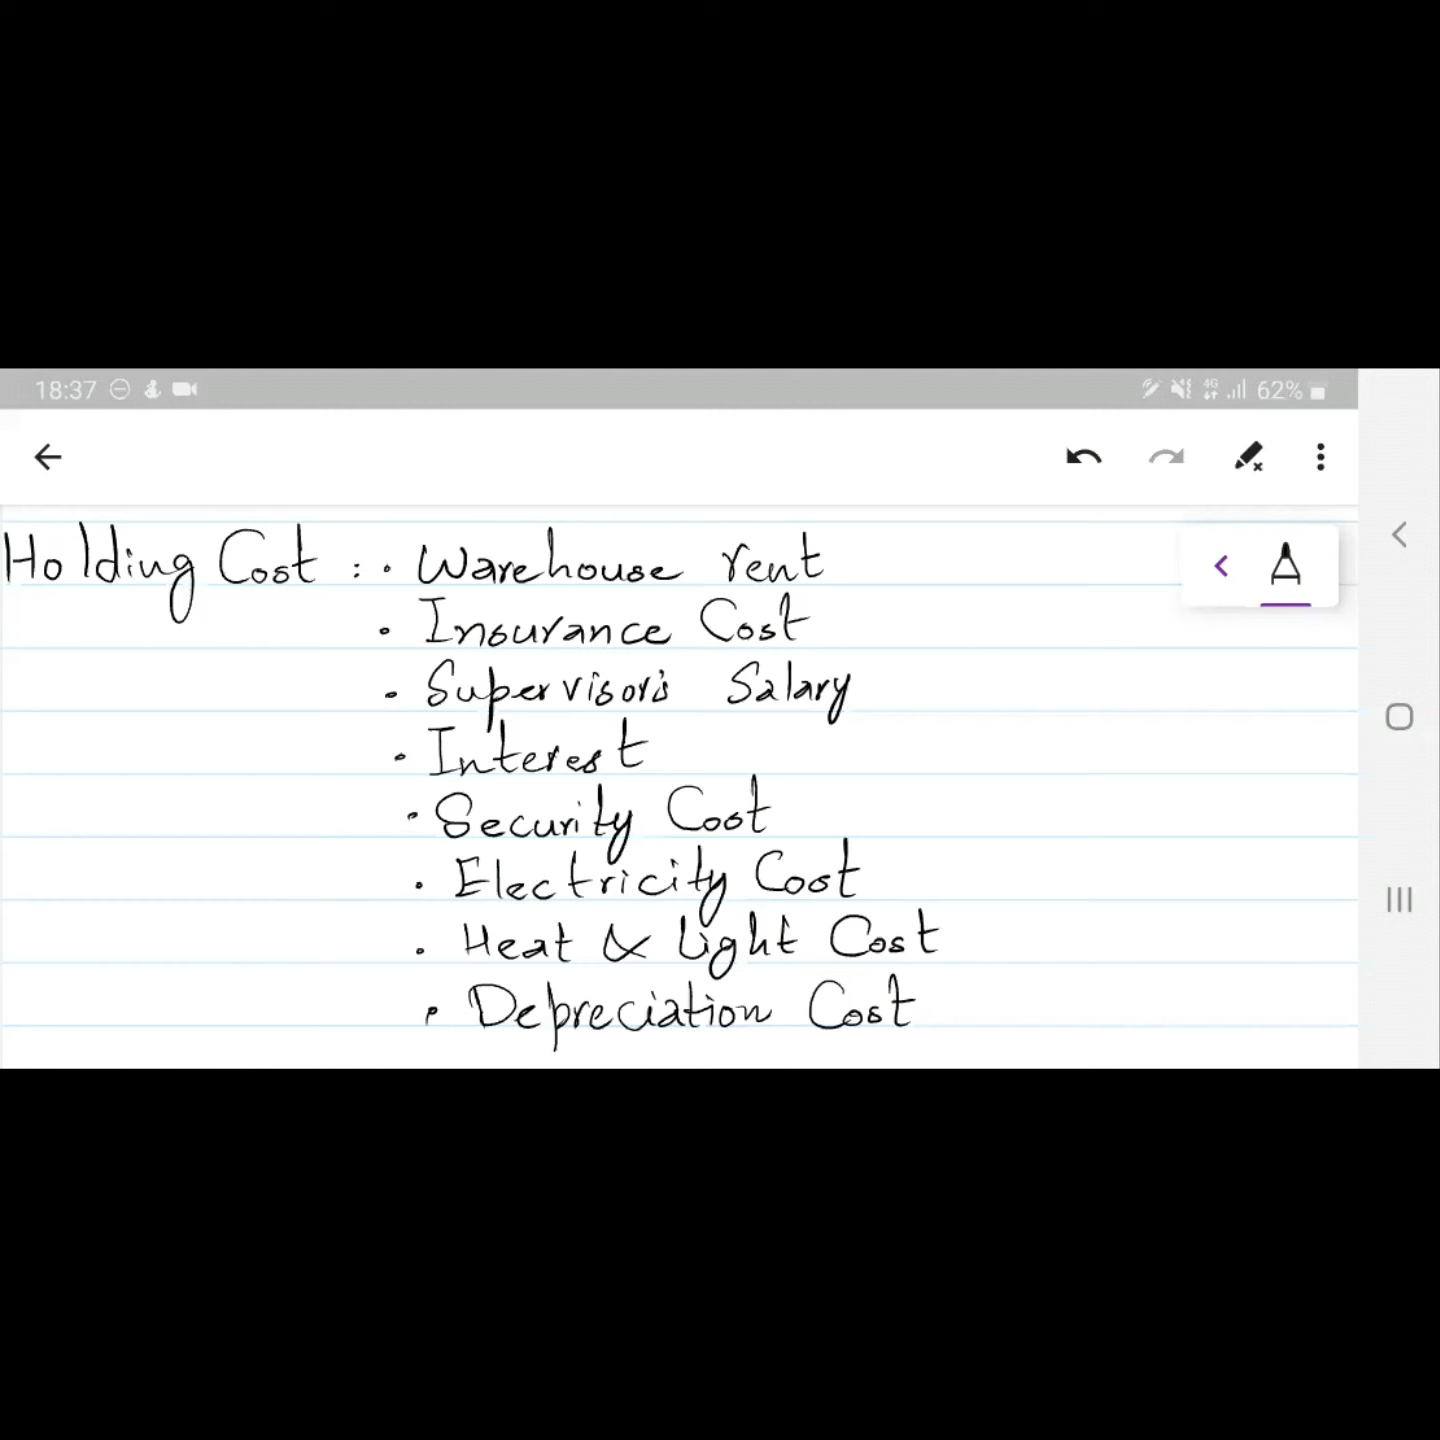 18:37 4G 62%
Holding Cost : • Warehouse rent
• Insurance Cost
• Supervisor's Salary
• Interest
• Security Cost
• Electricity Cost
• Heat & Light Cost
• Depreciation Cost